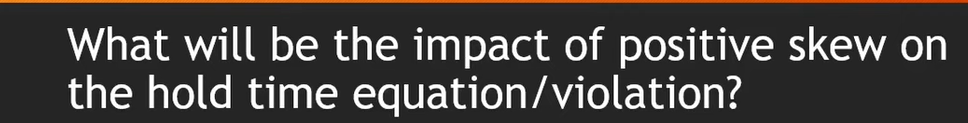 What will be the impact of positive skew on
the hold time equation/violation?